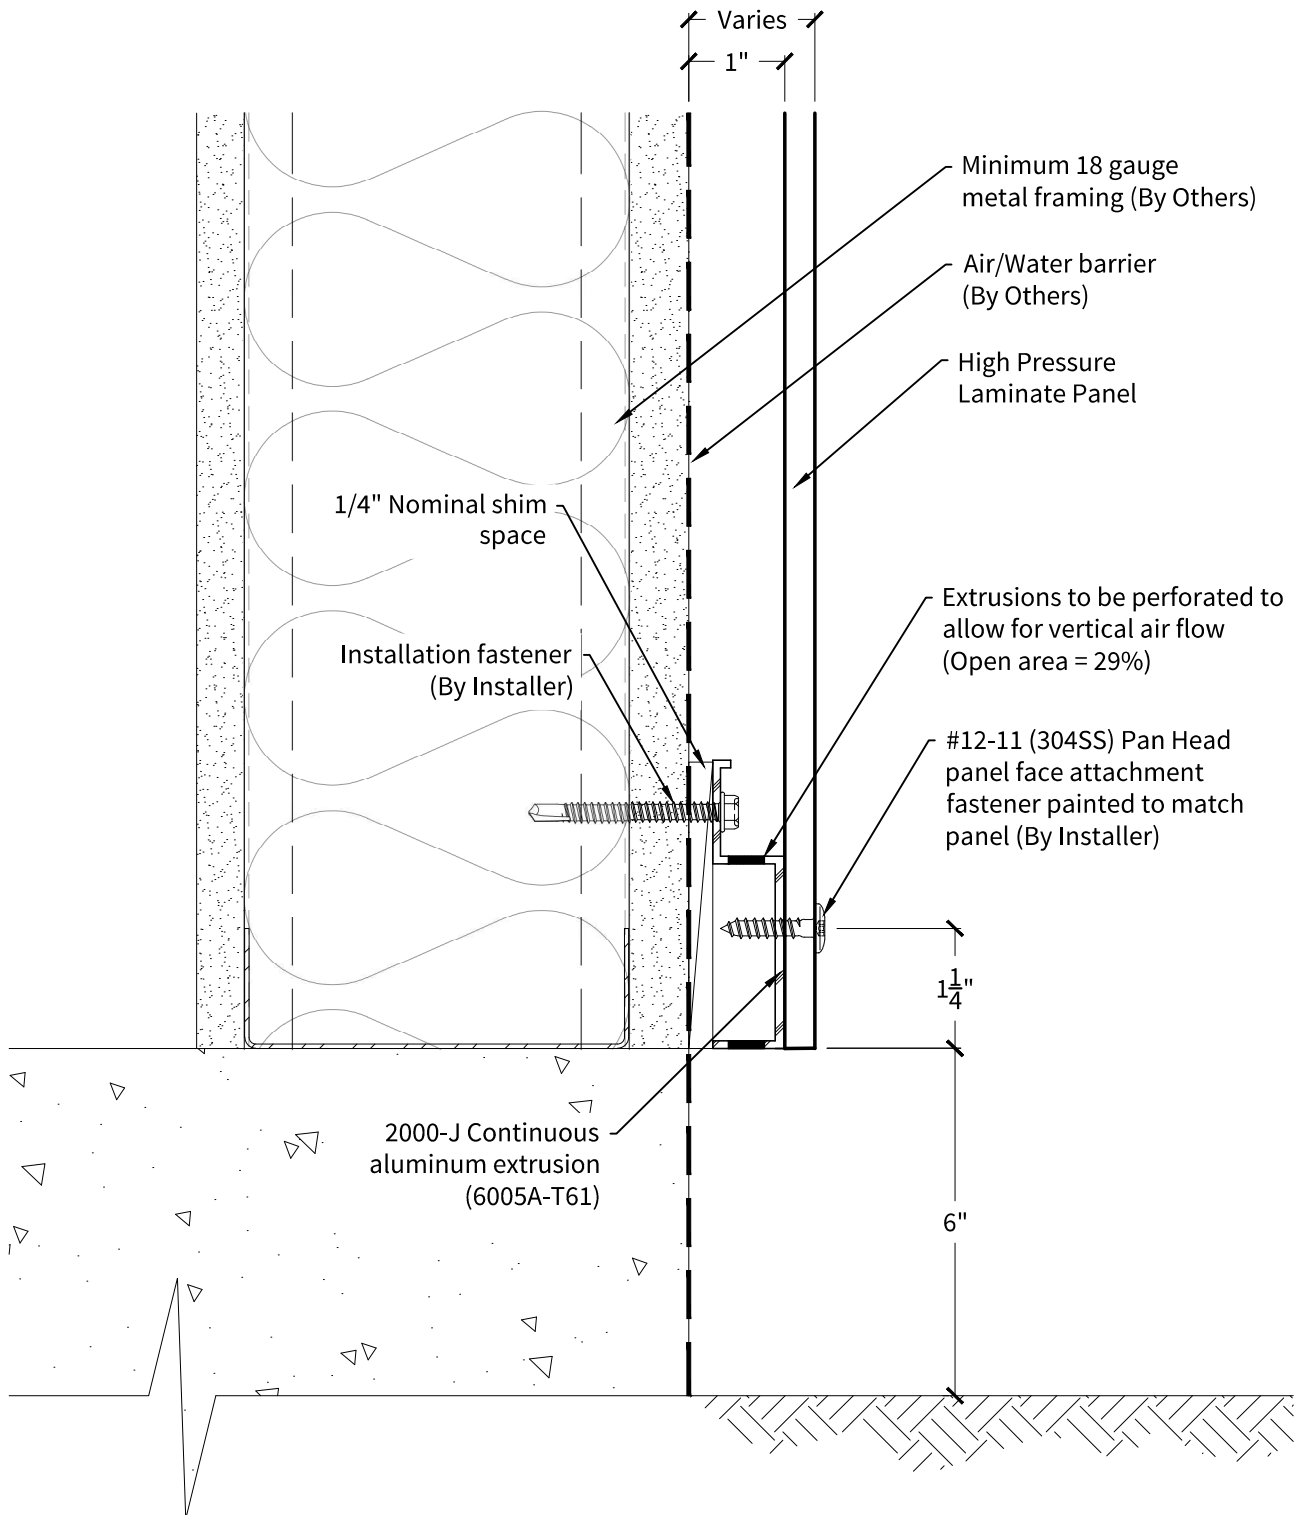 Varies
1"
Minimum 18 gauge
metal framing (By Others)
Air/Water barrier
(By Others)
High Pressure
Laminate Panel
1/4" Nominal shim
space
Extrusions to be perforated to
allow for vertical air flow
(Open area = 29%)
Installation fastener
(By Installer)
#12-11 (304SS) Pan Head
panel face attachment
fastener painted to match
panel (By Installer)
1 1/4"
2000-J Continuous
aluminum extrusion
(6005A-T61)
6"